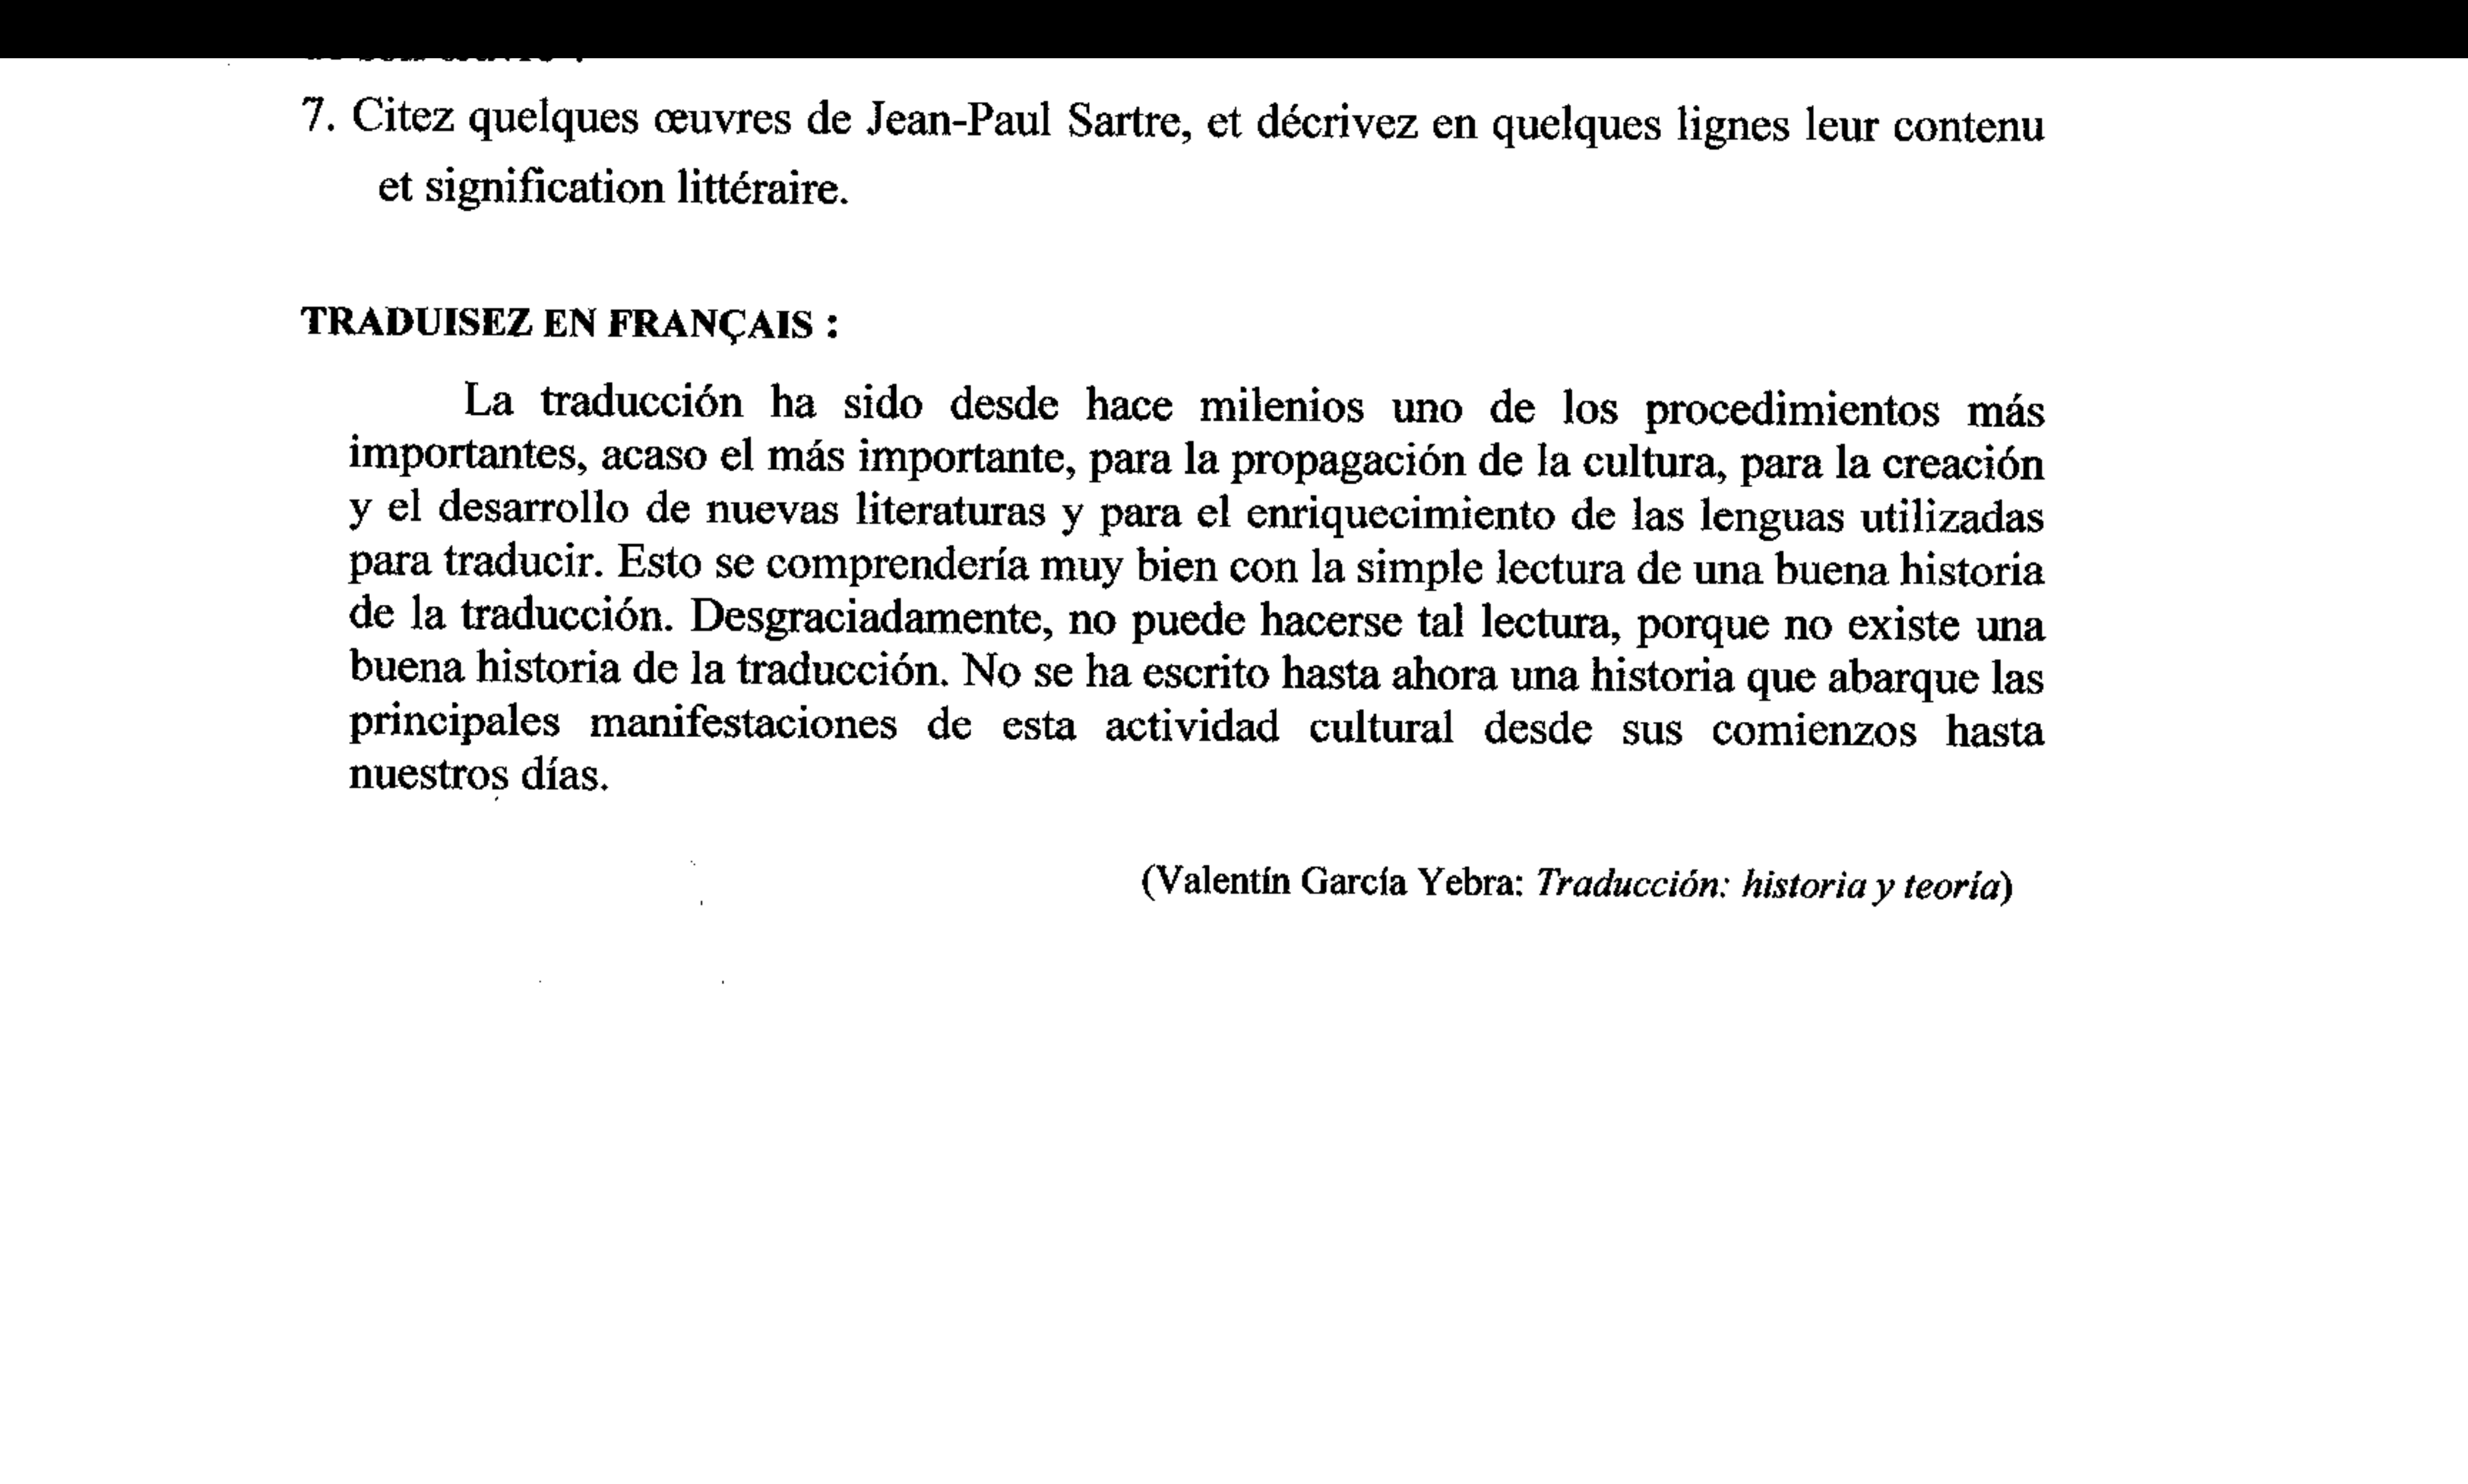 7. Citez quelques œuvres de Jean-Paul Sartre, et décrivez en quelques lignes leur contenu
et signification littéraire.
TRADUISEZ EN FRANÇAIS :
La traducción ha sido desde hace milenios uno de los procedimientos más
importantes, acaso el más importante, para la propagación de la cultura, para la creación
y el desarrollo de nuevas literaturas y para el enriquecimiento de las lenguas utilizadas
para traducir. Esto se comprendería muy bien con la simple lectura de una buena historia
de la traducción. Desgraciadamente, no puede hacerse tal lectura, porque no existe una
buena historia de la traducción. No se ha escrito hasta ahora una historia que abarque las
principales manifestaciones de esta actividad cultural desde sus comienzos hasta
nuestros días.
(Valentín García Yebra: Traducción: historia y teoría)